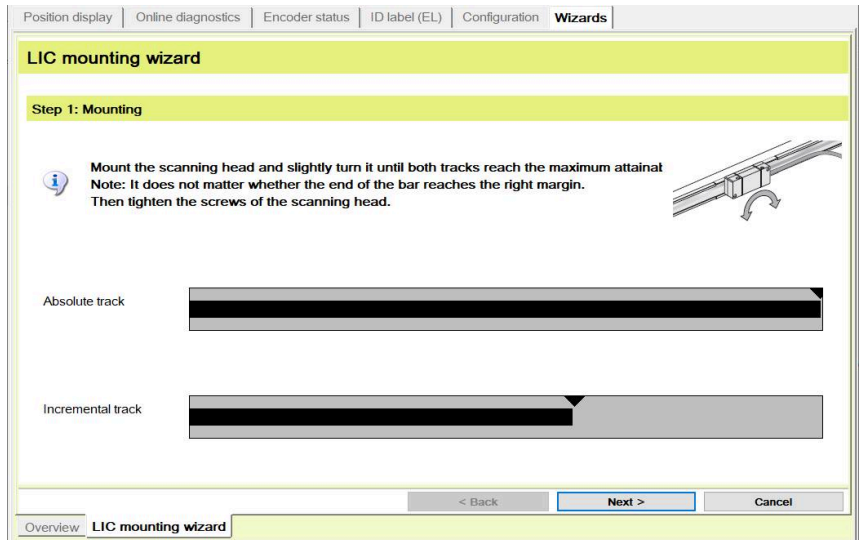 Position display Online diagnostics Encoder status ID label (EL) Configuration Wizards
LIC mounting wizard
Step 1: Mounting
Mount the scanning head and slightly turn it until both tracks reach the maximum attainat
Note: It does not matter whether the end of the bar reaches the right margin.
Then tighten the screws of the scanning head.
Absolute track
Incremental track
< Back Next > Cancel
Overview LIC mounting wizard